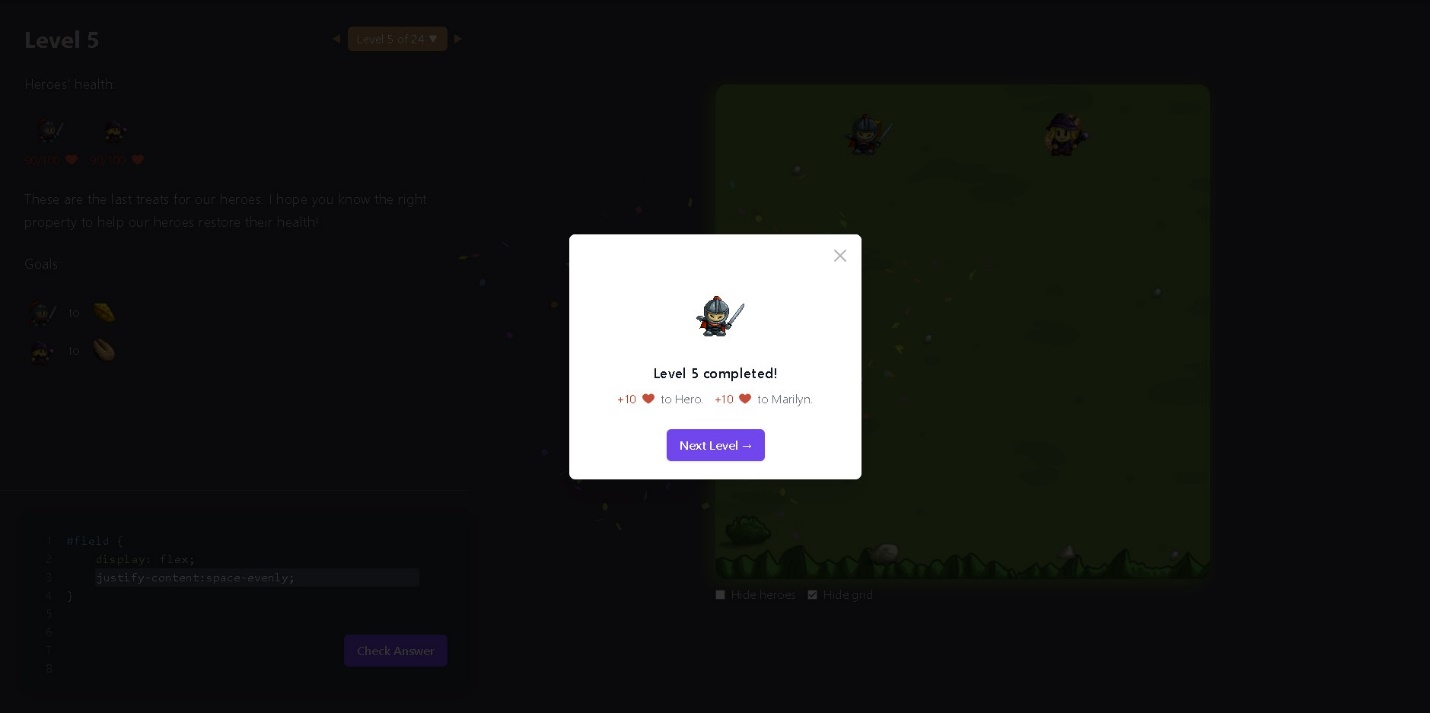 Level 5
Level 5 of 24 ▼
Heroes' health
These are the last treats for our heroes. I hope you know the right
property to help our heroes restore their health!
Goals
to
to
Level 5 completed!
+10 to Hero. +10 to Marilyn.
Next Level →
1 #field {
2 display: flex;
3 justify-content:space-evenly;
4 }
5
6
7
8
Check Answer
Hide heroes Hide grid